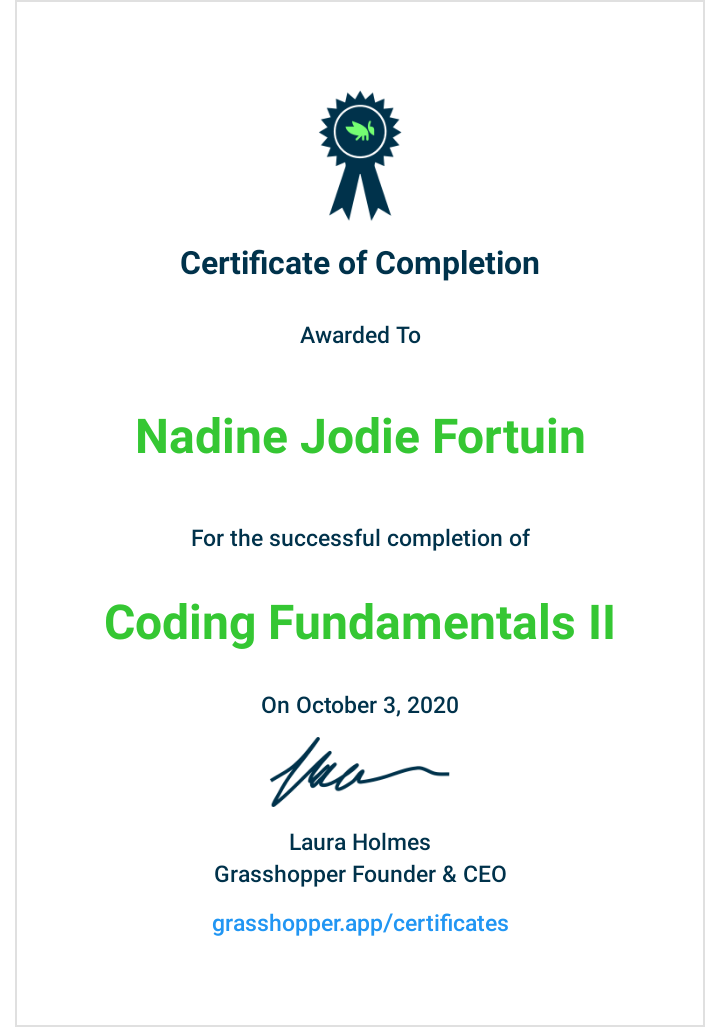 Certificate of Completion
Awarded To
Nadine Jodie Fortuin
For the successful completion of
Coding Fundamentals II
On October 3, 2020
Laura Holmes
Grasshopper Founder & CEO
grasshopper.app/certificates